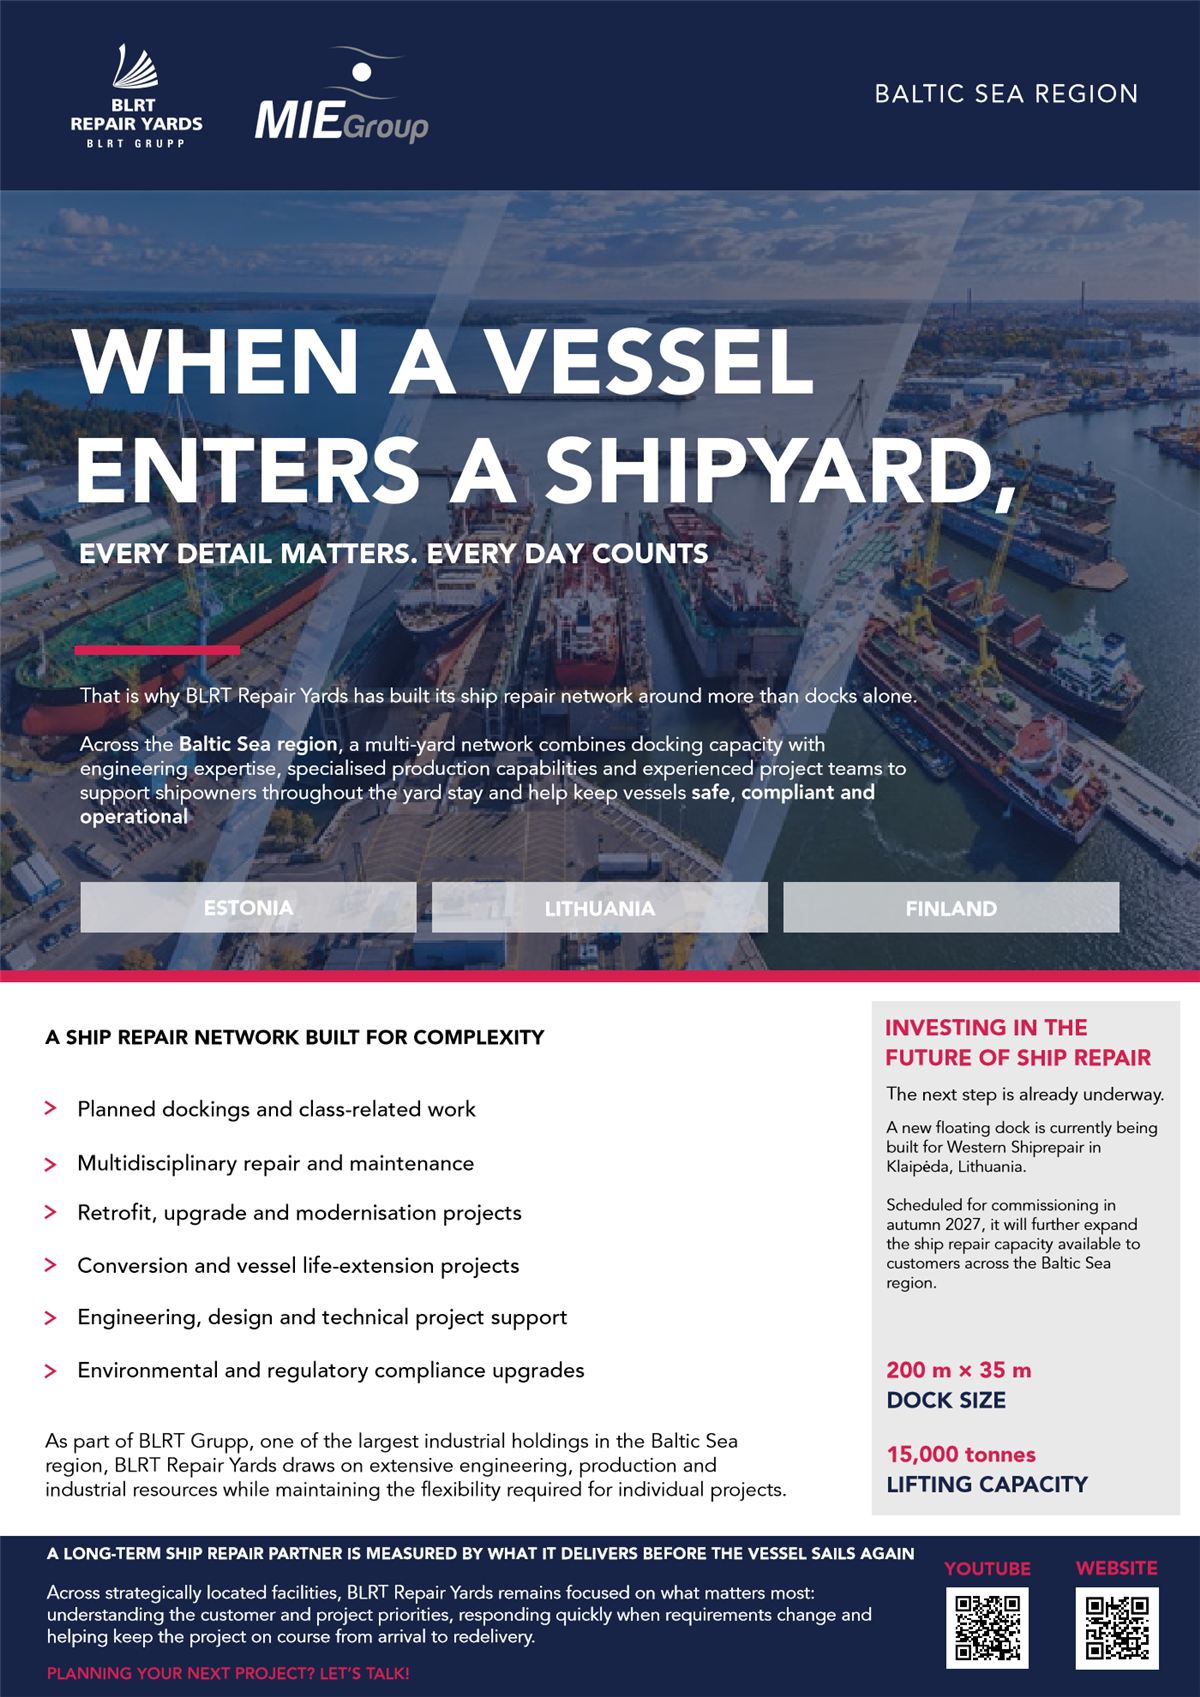 BLRT
REPAIR YARDS
BLRT GRUPP
MIE Group
BALTIC SEA REGION
WHEN A VESSEL
ENTERS A SHIPYARD,
EVERY DETAIL MATTERS. EVERY DAY COUNTS
That is why BLRT Repair Yards has built its ship repair network around more than docks alone.
Across the Baltic Sea region, a multi-yard network combines docking capacity with
engineering expertise, specialised production capabilities and experienced project teams to
support shipowners throughout the yard stay and help keep vessels safe, compliant and
operational
ESTONIA
LITHUANIA
FINLAND
A SHIP REPAIR NETWORK BUILT FOR COMPLEXITY
> Planned dockings and class-related work
> Multidisciplinary repair and maintenance
> Retrofit, upgrade and modernisation projects
> Conversion and vessel life-extension projects
> Engineering, design and technical project support
> Environmental and regulatory compliance upgrades
As part of BLRT Grupp, one of the largest industrial holdings in the Baltic Sea
region, BLRT Repair Yards draws on extensive engineering, production and
industrial resources while maintaining the flexibility required for individual projects.
INVESTING IN THE
FUTURE OF SHIP REPAIR
The next step is already underway.
A new floating dock is currently being
built for Western Shiprepair in
Klaipėda, Lithuania.
Scheduled for commissioning in
autumn 2027, it will further expand
the ship repair capacity available to
customers across the Baltic Sea
region.
200 m × 35 m
DOCK SIZE
15,000 tonnes
LIFTING CAPACITY
A LONG-TERM SHIP REPAIR PARTNER IS MEASURED BY WHAT IT DELIVERS BEFORE THE VESSEL SAILS AGAIN
Across strategically located facilities, BLRT Repair Yards remains focused on what matters most:
understanding the customer and project priorities, responding quickly when requirements change and
helping keep the project on course from arrival to redelivery.
PLANNING YOUR NEXT PROJECT? LET'S TALK!
YOUTUBE
WEBSITE